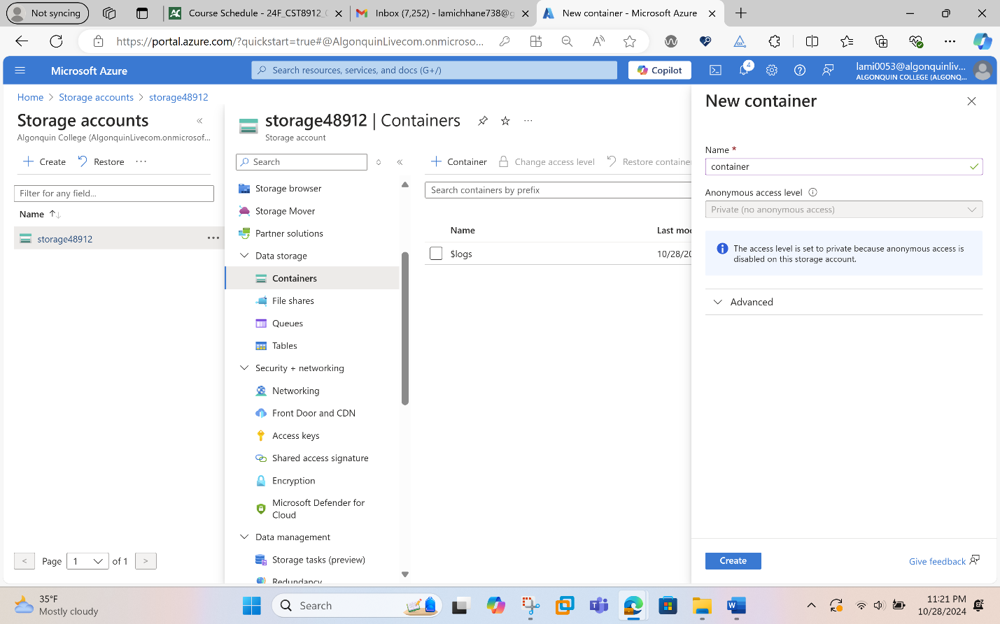 Not syncing
Course Schedule - 24F_CST8912_
Inbox (7,252) - lamichhane738@g
New container - Microsoft Azure
https://portal.azure.com/?quickstart=true#@AlgonquinLivecom.onmicroso...
Microsoft Azure
Search resources, services, and docs (G+/)
Copilot
4
lami0053@algonquinliv...
ALGONQUIN COLLEGE (ALGONQ...
Home > Storage accounts > storage48912
Storage accounts
Algonquin College (AlgonquinLivecom.onmicrosof...
+ Create
Restore
...
Filter for any field...
Name ↑↓
storage48912
...
< Page 1 of 1 >
storage48912 | Containers
...
Storage account
Search
Storage browser
Storage Mover
Partner solutions
Data storage
Containers
File shares
Queues
Tables
Security + networking
Networking
Front Door and CDN
Access keys
Shared access signature
Encryption
Microsoft Defender for
Cloud
Data management
Storage tasks (preview)
Redundancy
+ Container
Change access level
Restore containe
Search containers by prefix
Name
Last mo
$logs
10/28/20
New container
Name *
container
Anonymous access level
Private (no anonymous access)
The access level is set to private because anonymous access is
disabled on this storage account.
Advanced
Create
Give feedback
35°F
Mostly cloudy
Search
11:21 PM
10/28/2024